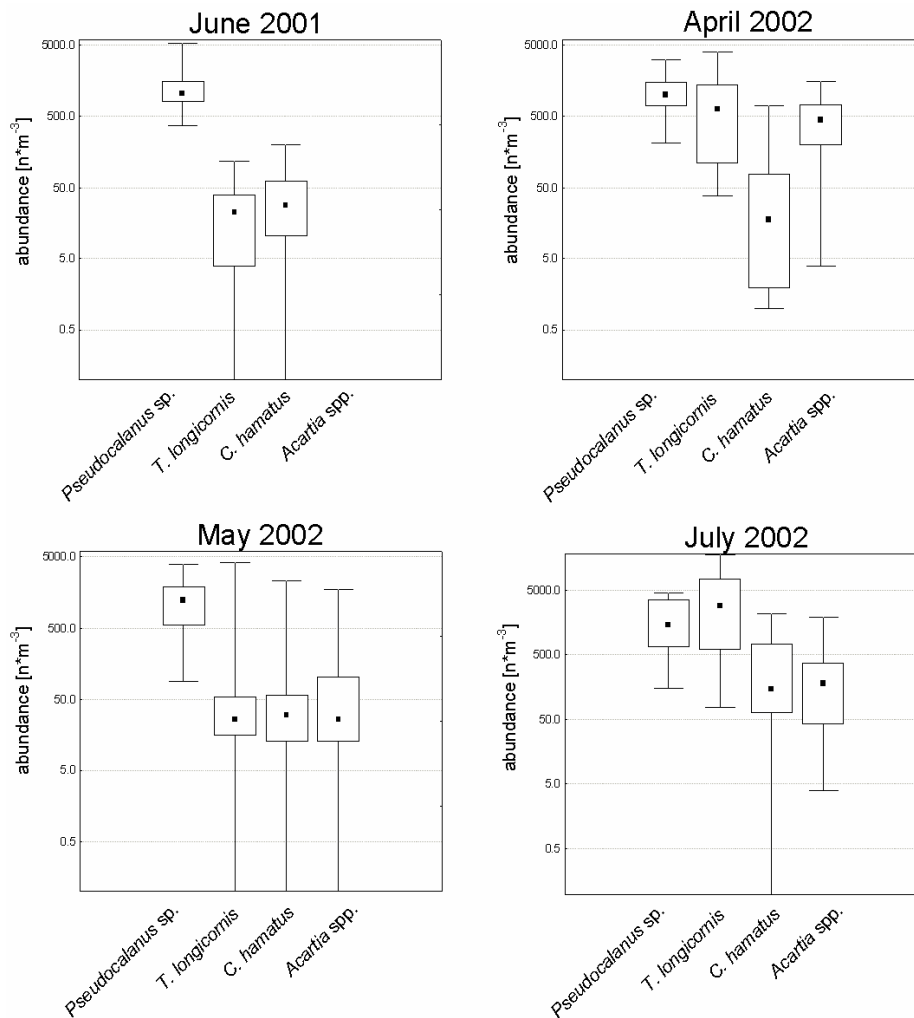 June 2001
abundance [n*m⁻³]
5000.0
500.0
50.0
5.0
0.5
Pseudocalanus sp.
T. longicornis
C. hamatus
Acartia spp.
April 2002
abundance [n*m⁻³]
5000.0
500.0
50.0
5.0
0.5
Pseudocalanus sp.
T. longicornis
C. hamatus
Acartia spp.
May 2002
abundance [n*m⁻³]
5000.0
500.0
50.0
5.0
0.5
Pseudocalanus sp.
T. longicornis
C. hamatus
Acartia spp.
July 2002
abundance [n*m⁻³]
5000.0
500.0
50.0
5.0
0.5
Pseudocalanus sp.
T. longicornis
C. hamatus
Acartia spp.